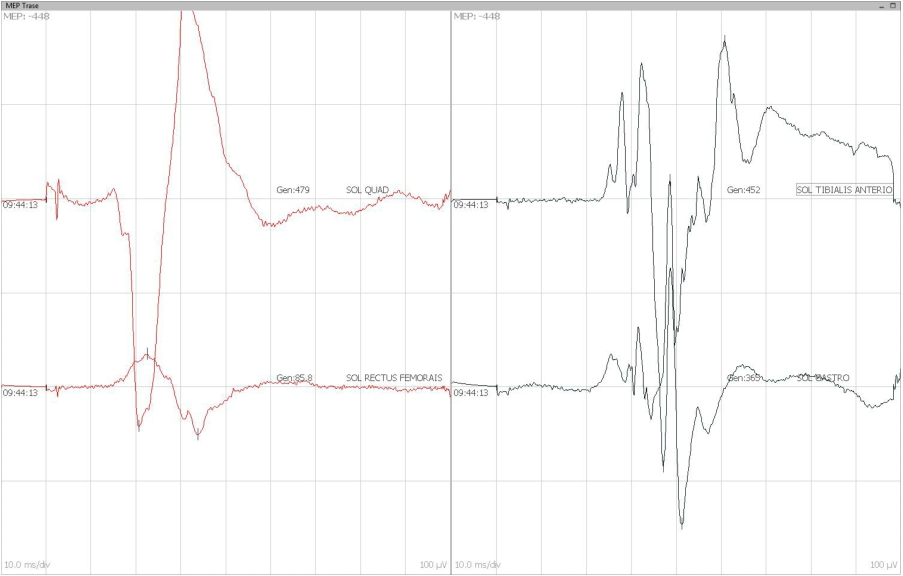 MEP Trase
MEP: -448
Gen:479 SOL QUAD
09:44:13
Gen:85.8 SOL RECTUS FEMORAIS
09:44:13
10.0 ms/div 100 µV
MEP: -448
Gen:452 SOL TIBIALIS ANTERIO
09:44:13
Gen:365 SOL GASTRO
09:44:13
10.0 ms/div 100 µV